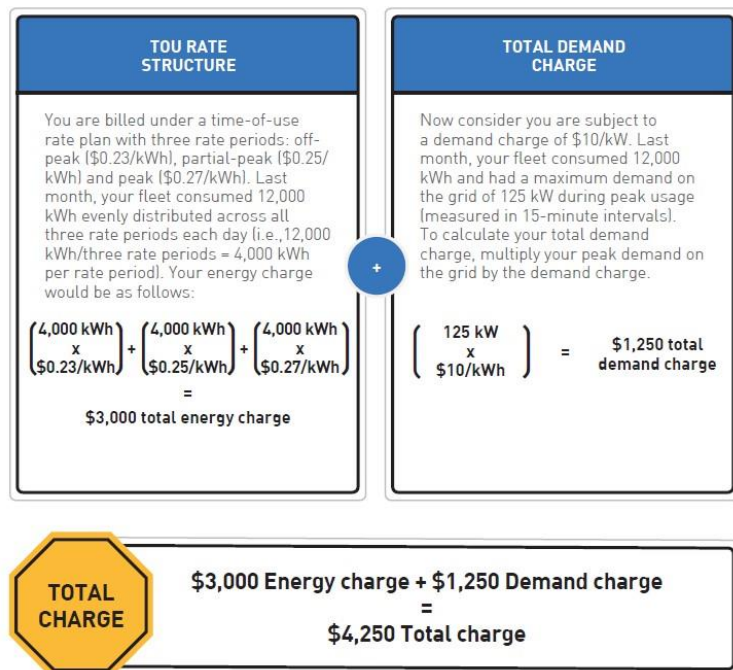 TOU RATE
STRUCTURE
You are billed under a time-of-use
rate plan with three rate periods: off-
peak ($0.23/kWh), partial-peak ($0.25/
kWh) and peak ($0.27/kWh). Last
month, your fleet consumed 12,000
kWh evenly distributed across all
three rate periods each day (i.e.,12,000
kWh/three rate periods = 4,000 kWh
per rate period). Your energy charge
would be as follows:
(4,000 kWh x $0.23/kWh) + (4,000 kWh x $0.25/kWh) + (4,000 kWh x $0.27/kWh)
=
$3,000 total energy charge
+
TOTAL DEMAND
CHARGE
Now consider you are subject to
a demand charge of $10/kW. Last
month, your fleet consumed 12,000
kWh and had a maximum demand on
the grid of 125 kW during peak usage
(measured in 15-minute intervals).
To calculate your total demand
charge, multiply your peak demand on
the grid by the demand charge.
(125 kW x $10/kWh) = $1,250 total
demand charge
TOTAL
CHARGE
$3,000 Energy charge + $1,250 Demand charge
=
$4,250 Total charge